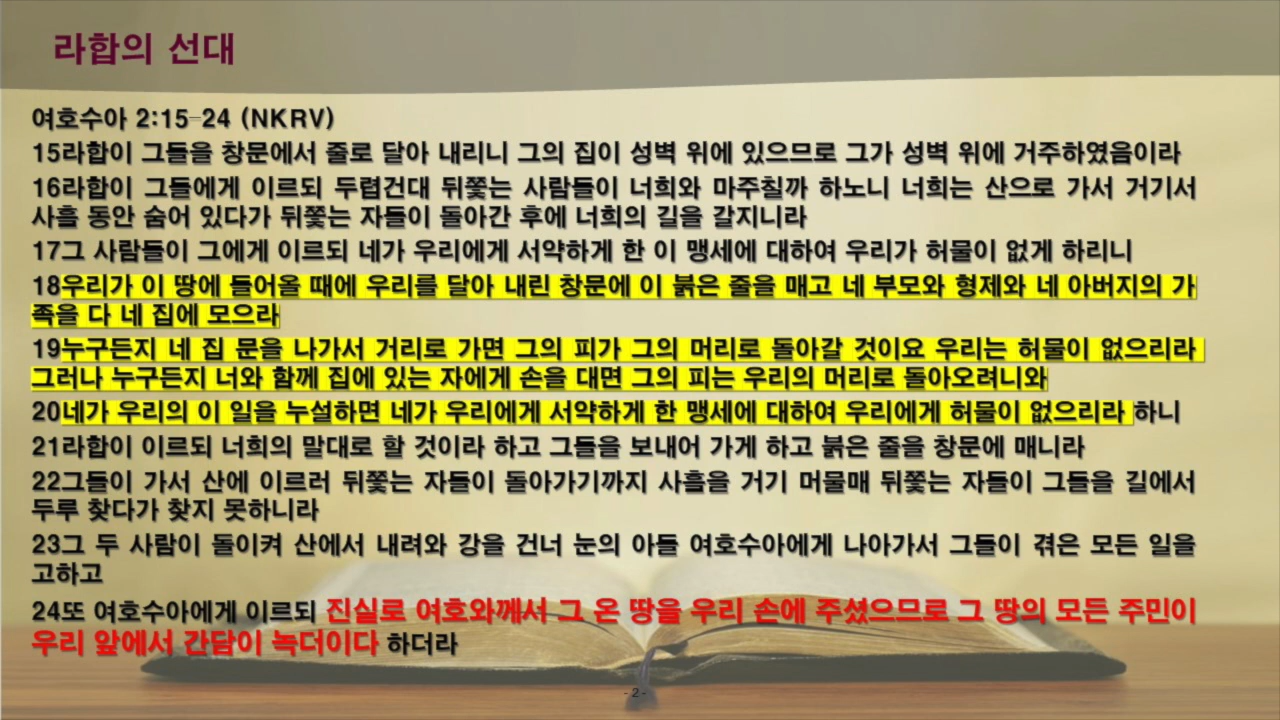 라합의 선대
여호수아 2:15-24 (NKRV)
15라합이 그들을 창문에서 줄로 달아 내리니 그의 집이 성벽 위에 있으므로 그가 성벽 위에 거주하였음이라
16라합이 그들에게 이르되 두렵건대 뒤쫓는 사람들이 너희와 마주칠까 하노니 너희는 산으로 가서 거기서
사흘 동안 숨어 있다가 뒤쫓는 자들이 돌아간 후에 너희의 길을 갈지니라
17그 사람들이 그에게 이르되 네가 우리에게 서약하게 한 이 맹세에 대하여 우리가 허물이 없게 하리니
18우리가 이 땅에 들어올 때에 우리를 달아 내린 창문에 이 붉은 줄을 매고 네 부모와 형제와 네 아버지의 가
족을 다 네 집에 모으라
19누구든지 네 집 문을 나가서 거리로 가면 그의 피가 그의 머리로 돌아갈 것이요 우리는 허물이 없으리라
그러나 누구든지 너와 함께 집에 있는 자에게 손을 대면 그의 피는 우리의 머리로 돌아오려니와
20네가 우리의 이 일을 누설하면 네가 우리에게 서약하게 한 맹세에 대하여 우리에게 허물이 없으리라 하니
21라합이 이르되 너희의 말대로 할 것이라 하고 그들을 보내어 가게 하고 붉은 줄을 창문에 매니라
22그들이 가서 산에 이르러 뒤쫓는 자들이 돌아가기까지 사흘을 거기 머물매 뒤쫓는 자들이 그들을 길에서
두루 찾다가 찾지 못하니라
23그 두 사람이 돌이켜 산에서 내려와 강을 건너 눈의 아들 여호수아에게 나아가서 그들이 겪은 모든 일을
고하고
24또 여호수아에게 이르되 진실로 여호와께서 그 온 땅을 우리 손에 주셨으므로 그 땅의 모든 주민이
우리 앞에서 간담이 녹더이다 하더라
- 2 -